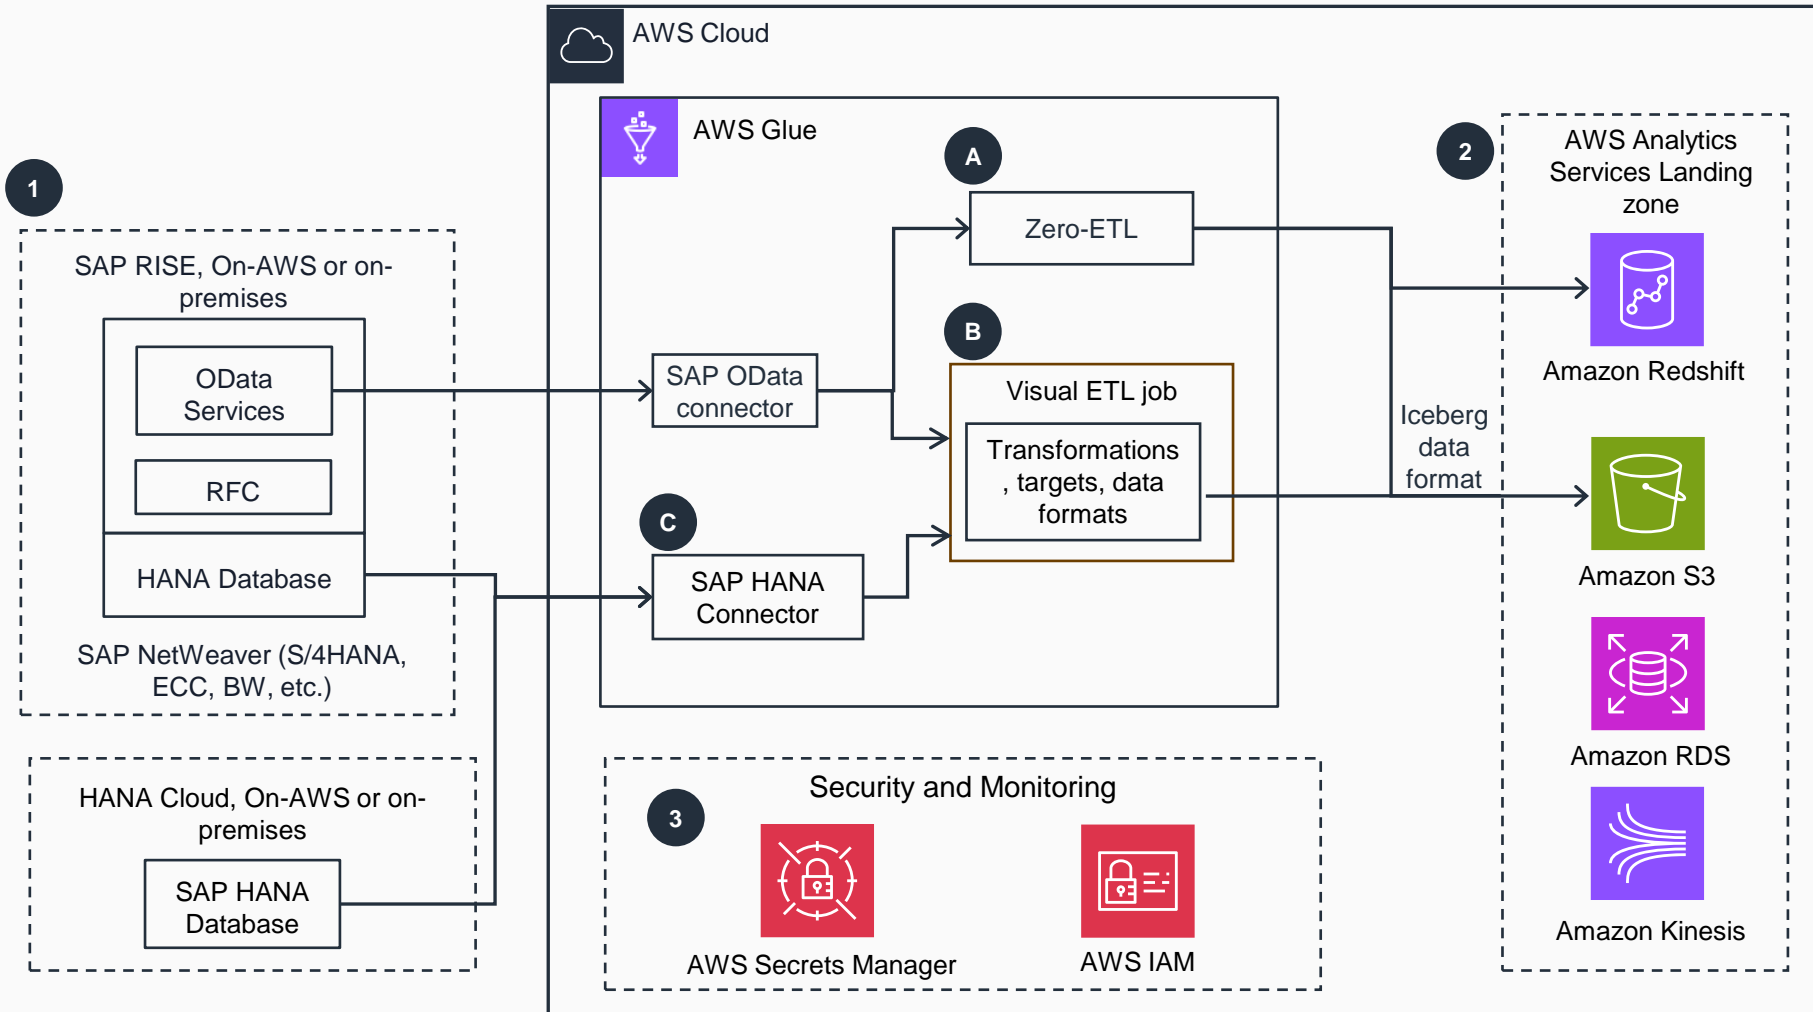 AWS Cloud
AWS Glue
1
SAP RISE, On-AWS or on-
premises
OData
Services
RFC
HANA Database
SAP NetWeaver (S/4HANA,
ECC, BW, etc.)
HANA Cloud, On-AWS or on-
premises
SAP HANA
Database
A
Zero-ETL
SAP OData
connector
B
Visual ETL job
Transformations
, targets, data
formats
C
SAP HANA
Connector
Iceberg
data
format
2
AWS Analytics
Services Landing
zone
Amazon Redshift
Amazon S3
Amazon RDS
Amazon Kinesis
3
Security and Monitoring
AWS Secrets Manager
AWS IAM